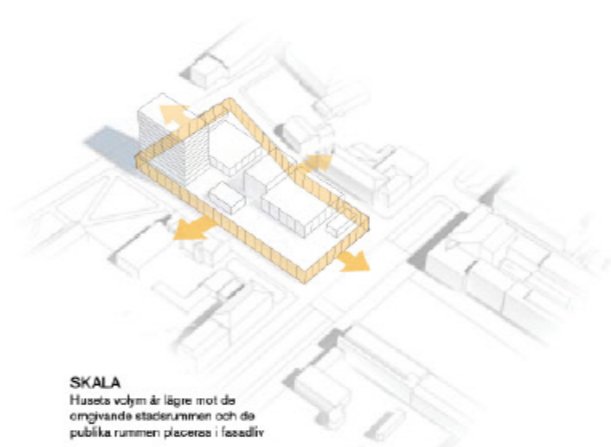 SKALA
Husets volym är lägre mot de
omgivande stadsrummen och de
publika rummen placeras i fasadliv